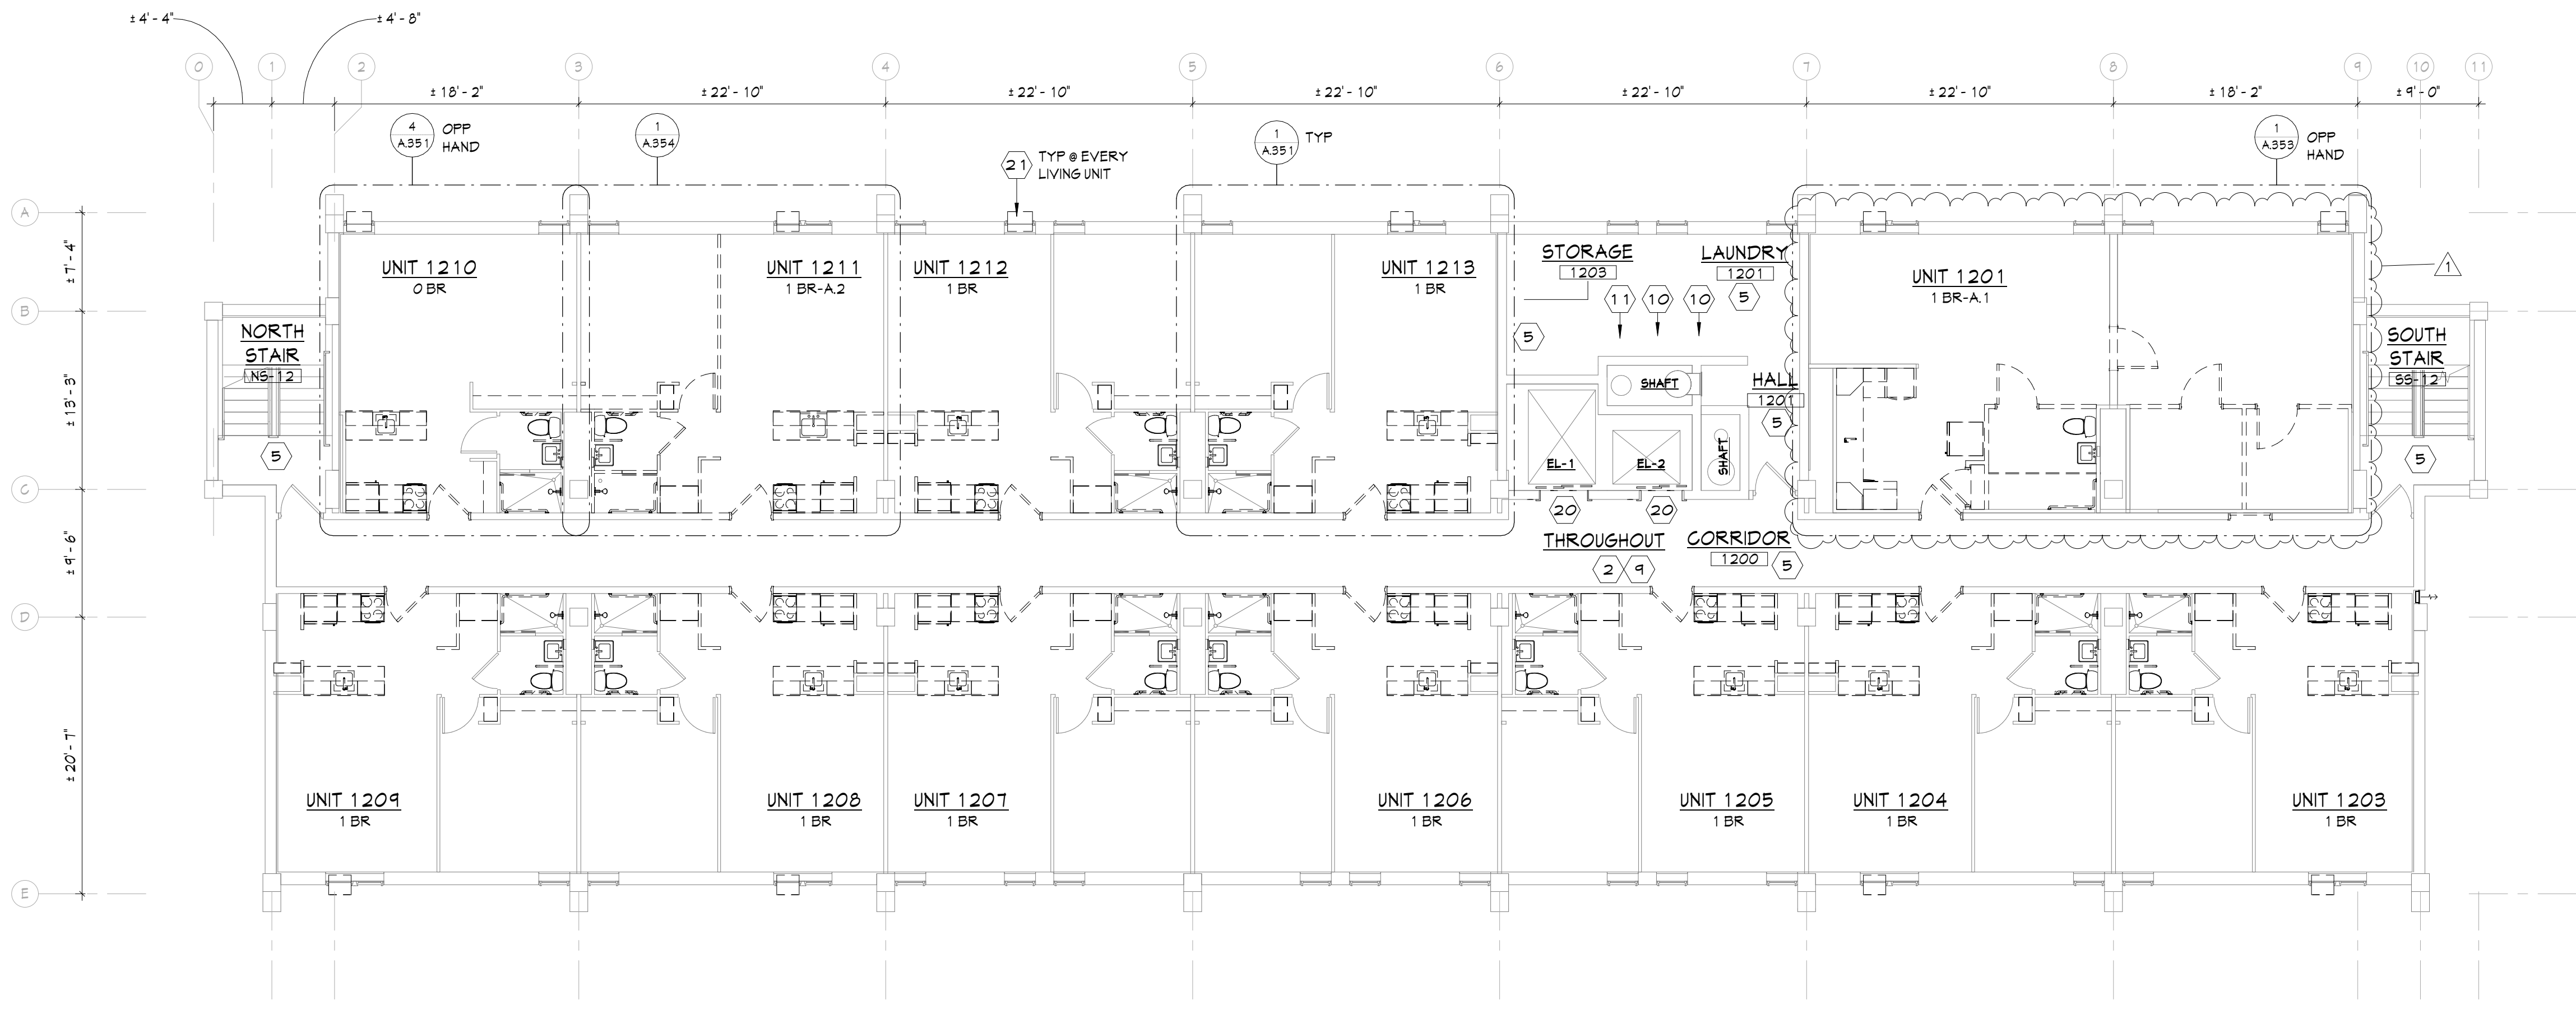 ± 4' - 4"
± 4' - 8"
0
1
2
3
4
5
6
7
8
9
10
11
± 18' - 2"
± 22' - 10"
± 22' - 10"
± 22' - 10"
± 22' - 10"
± 22' - 10"
± 18' - 2"
± 9' - 0"
4
A.351
OPP
HAND
1
A.354
21
TYP @ EVERY
LIVING UNIT
1
A.351
TYP
1
A.353
OPP
HAND
A
B
C
D
E
± 7' - 4"
± 13' - 3"
± 9' - 6"
± 20' - 7"
UNIT 1210
0 BR
UNIT 1211
1 BR-A.2
UNIT 1212
1 BR
UNIT 1213
1 BR
STORAGE
1203
LAUNDRY
1201
5
11
10
10
5
UNIT 1201
1 BR-A.1
1
NORTH
STAIR
NS-12
5
SHAFT
HALL
1201
5
SHAFT
EL-1
EL-2
20
20
SOUTH
STAIR
SS-12
5
THROUGHOUT
2
9
CORRIDOR
1200
5
UNIT 1209
1 BR
UNIT 1208
1 BR
UNIT 1207
1 BR
UNIT 1206
1 BR
UNIT 1205
1 BR
UNIT 1204
1 BR
UNIT 1203
1 BR